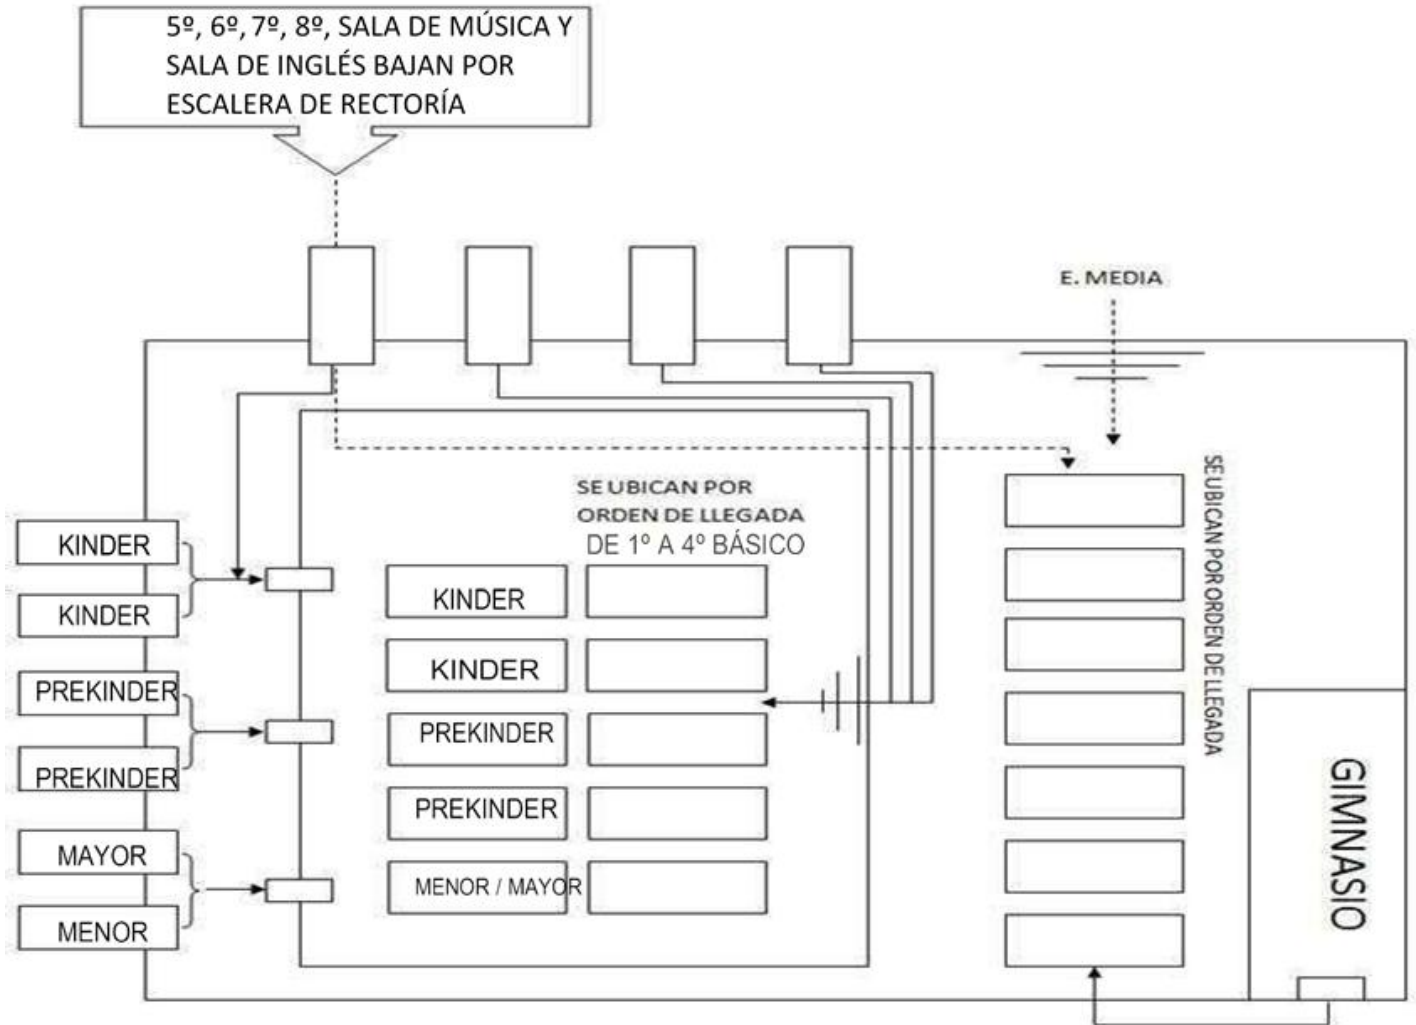 5º, 6º, 7º, 8º, SALA DE MÚSICA Y
SALA DE INGLÉS BAJAN POR
ESCALERA DE RECTORÍA
E. MEDIA
SE UBICAN POR
ORDEN DE LLEGADA
DE 1º A 4º BÁSICO
SE UBICAN POR ORDEN DE LLEGADA
KINDER
KINDER
PREKINDER
PREKINDER
MAYOR
MENOR
KINDER
KINDER
PREKINDER
PREKINDER
MENOR / MAYOR
GIMNASIO